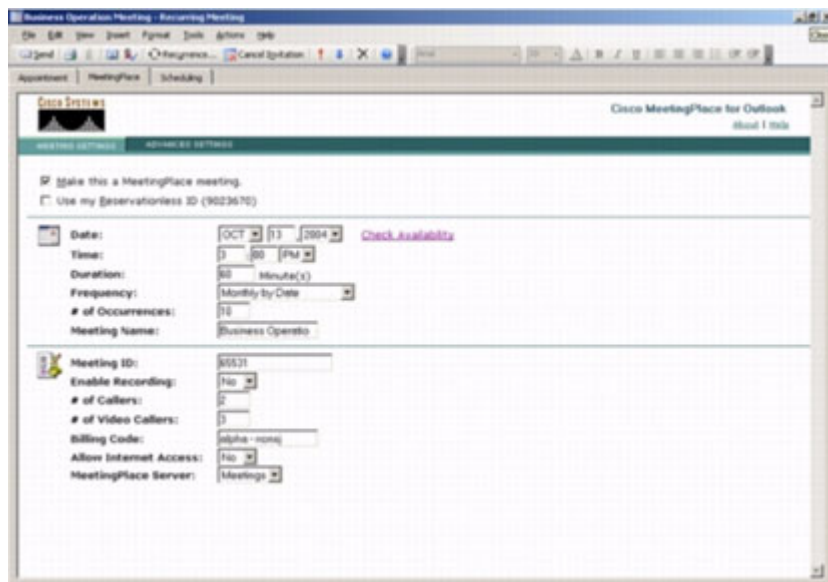 Business Operation Meeting - Recurring Meeting
File Edit View Insert Format Tools Actions Help
Send Recurrence... Cancel Invitation
Arial 10 A B I U
Appointment MeetingPlace Scheduling
CISCO SYSTEMS
Cisco MeetingPlace for Outlook
About | Help
MEETING SETTINGS ADVANCED SETTINGS
Make this a MeetingPlace meeting.
Use my Reservationless ID (9023670)
Date: OCT 13 , 2004 Check Availability
Time: 3 : 00 PM
Duration: 60 Minute(s)
Frequency: Monthly by Date
# of Occurrences: 10
Meeting Name: Business Operatio
Meeting ID: 65531
Enable Recording: No
# of Callers: 2
# of Video Callers: 3
Billing Code: alpha -
Allow Internet Access: No
MeetingPlace Server: Meetings